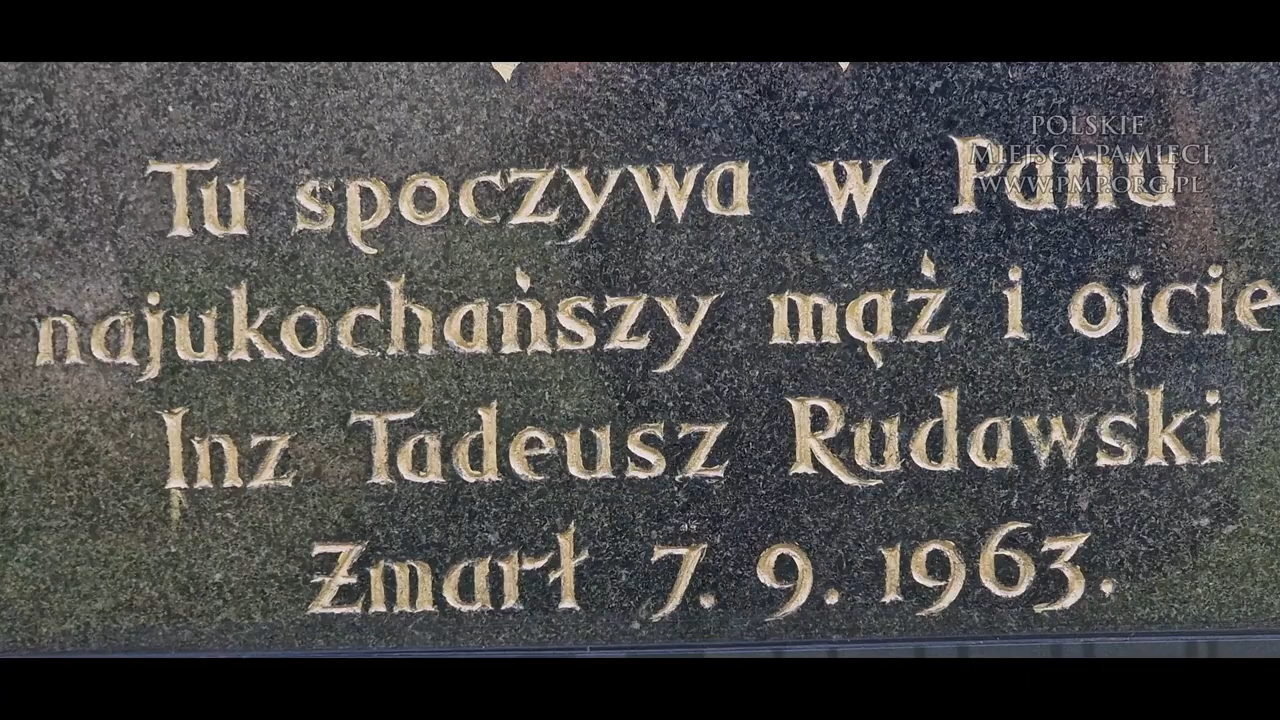 POLSKIE
MIEJSCA PAMIĘCI
WWW.PMP.ORG.PL
Tu spoczywa w Panu
najukochańszy mąż i ojcie
Inz Tadeusz Rudawski
Zmarł 7. 9. 1963.